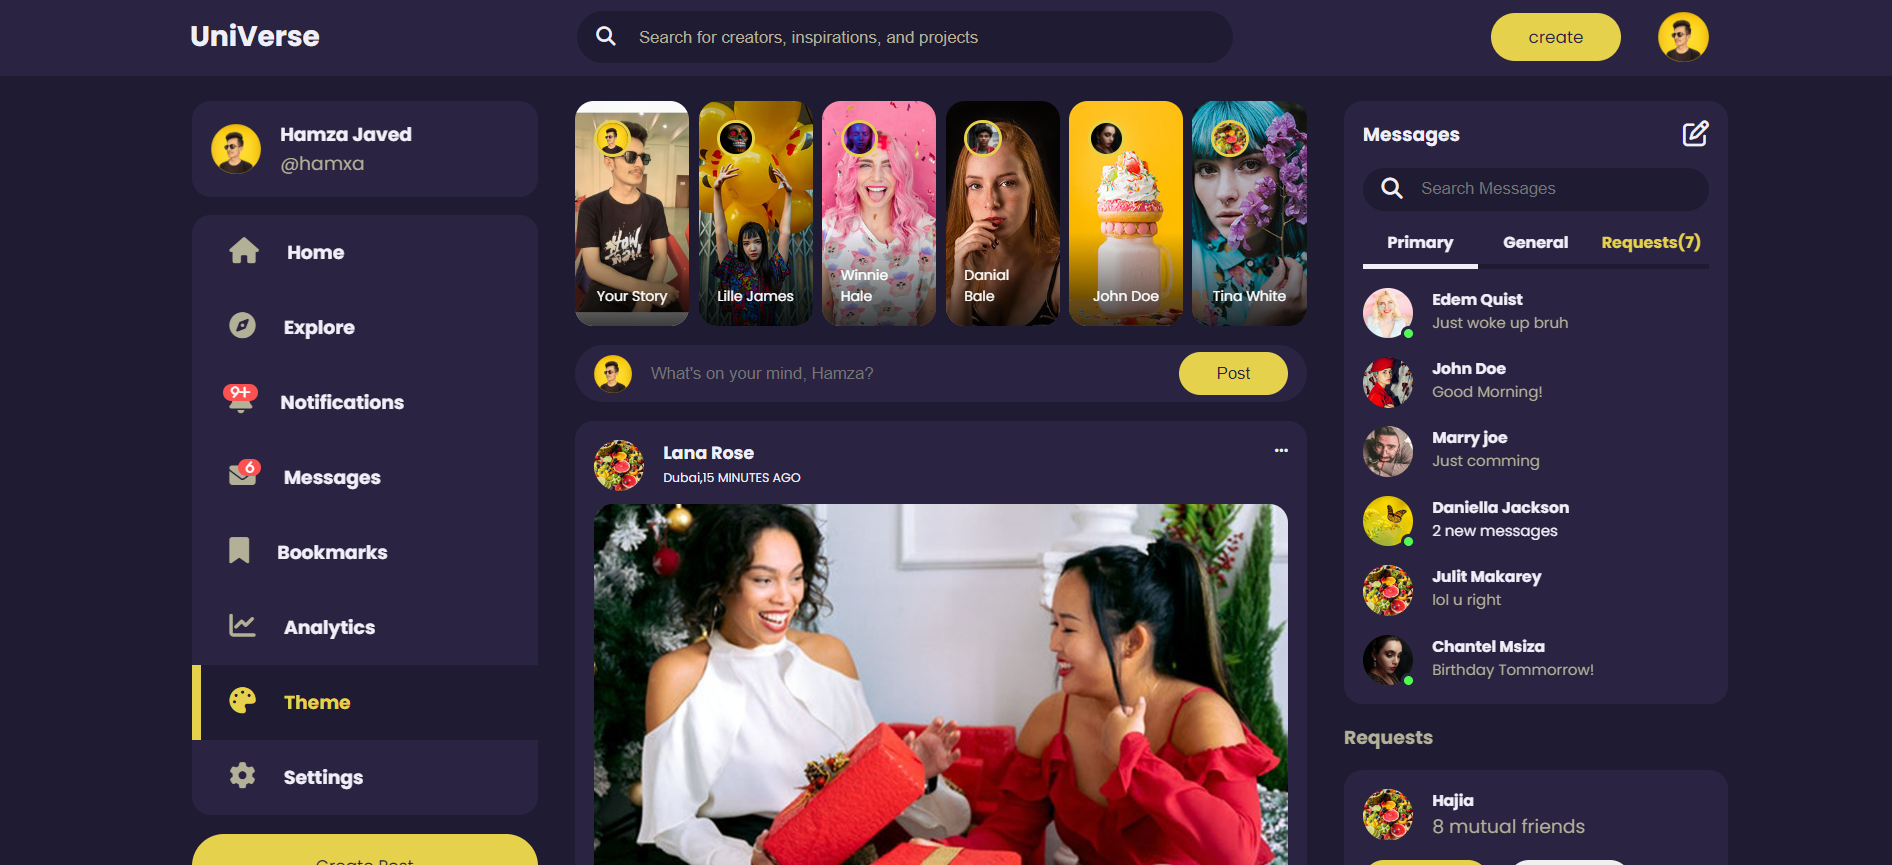 UniVerse
Search for creators, inspirations, and projects
create
Hamza Javed
@hamxa
Home
Explore
9+
Notifications
6
Messages
Bookmarks
Analytics
Theme
Settings
Create Post
Your Story
Lille James
Winnie
Hale
Danial
Bale
John Doe
Tina White
What's on your mind, Hamza?
Post
Lana Rose
Dubai,15 MINUTES AGO
Messages
Search Messages
Primary General Requests(7)
Edem Quist
Just woke up bruh
John Doe
Good Morning!
Marry joe
Just comming
Daniella Jackson
2 new messages
Julit Makarey
lol u right
Chantel Msiza
Birthday Tommorrow!
Requests
Hajia
8 mutual friends